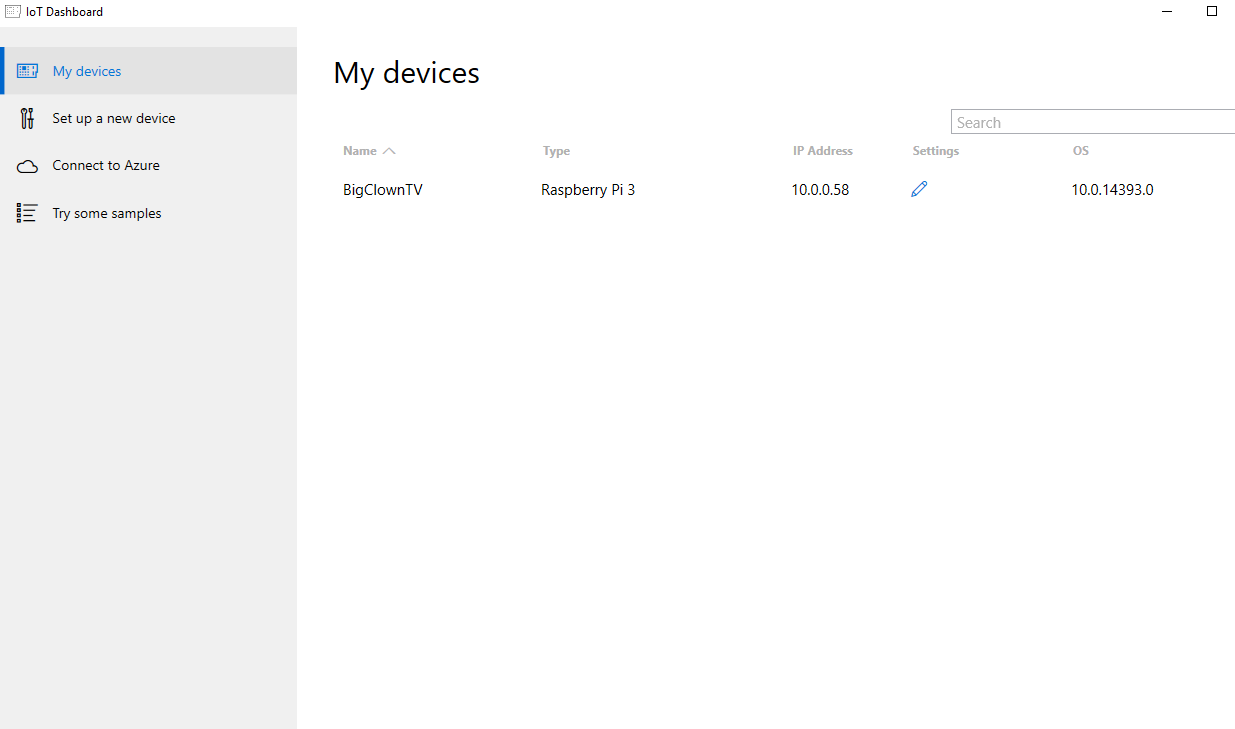 IoT Dashboard
My devices
Set up a new device
Connect to Azure
Try some samples
My devices
Search
Name Type IP Address Settings OS
BigClownTV Raspberry Pi 3 10.0.0.58 10.0.14393.0